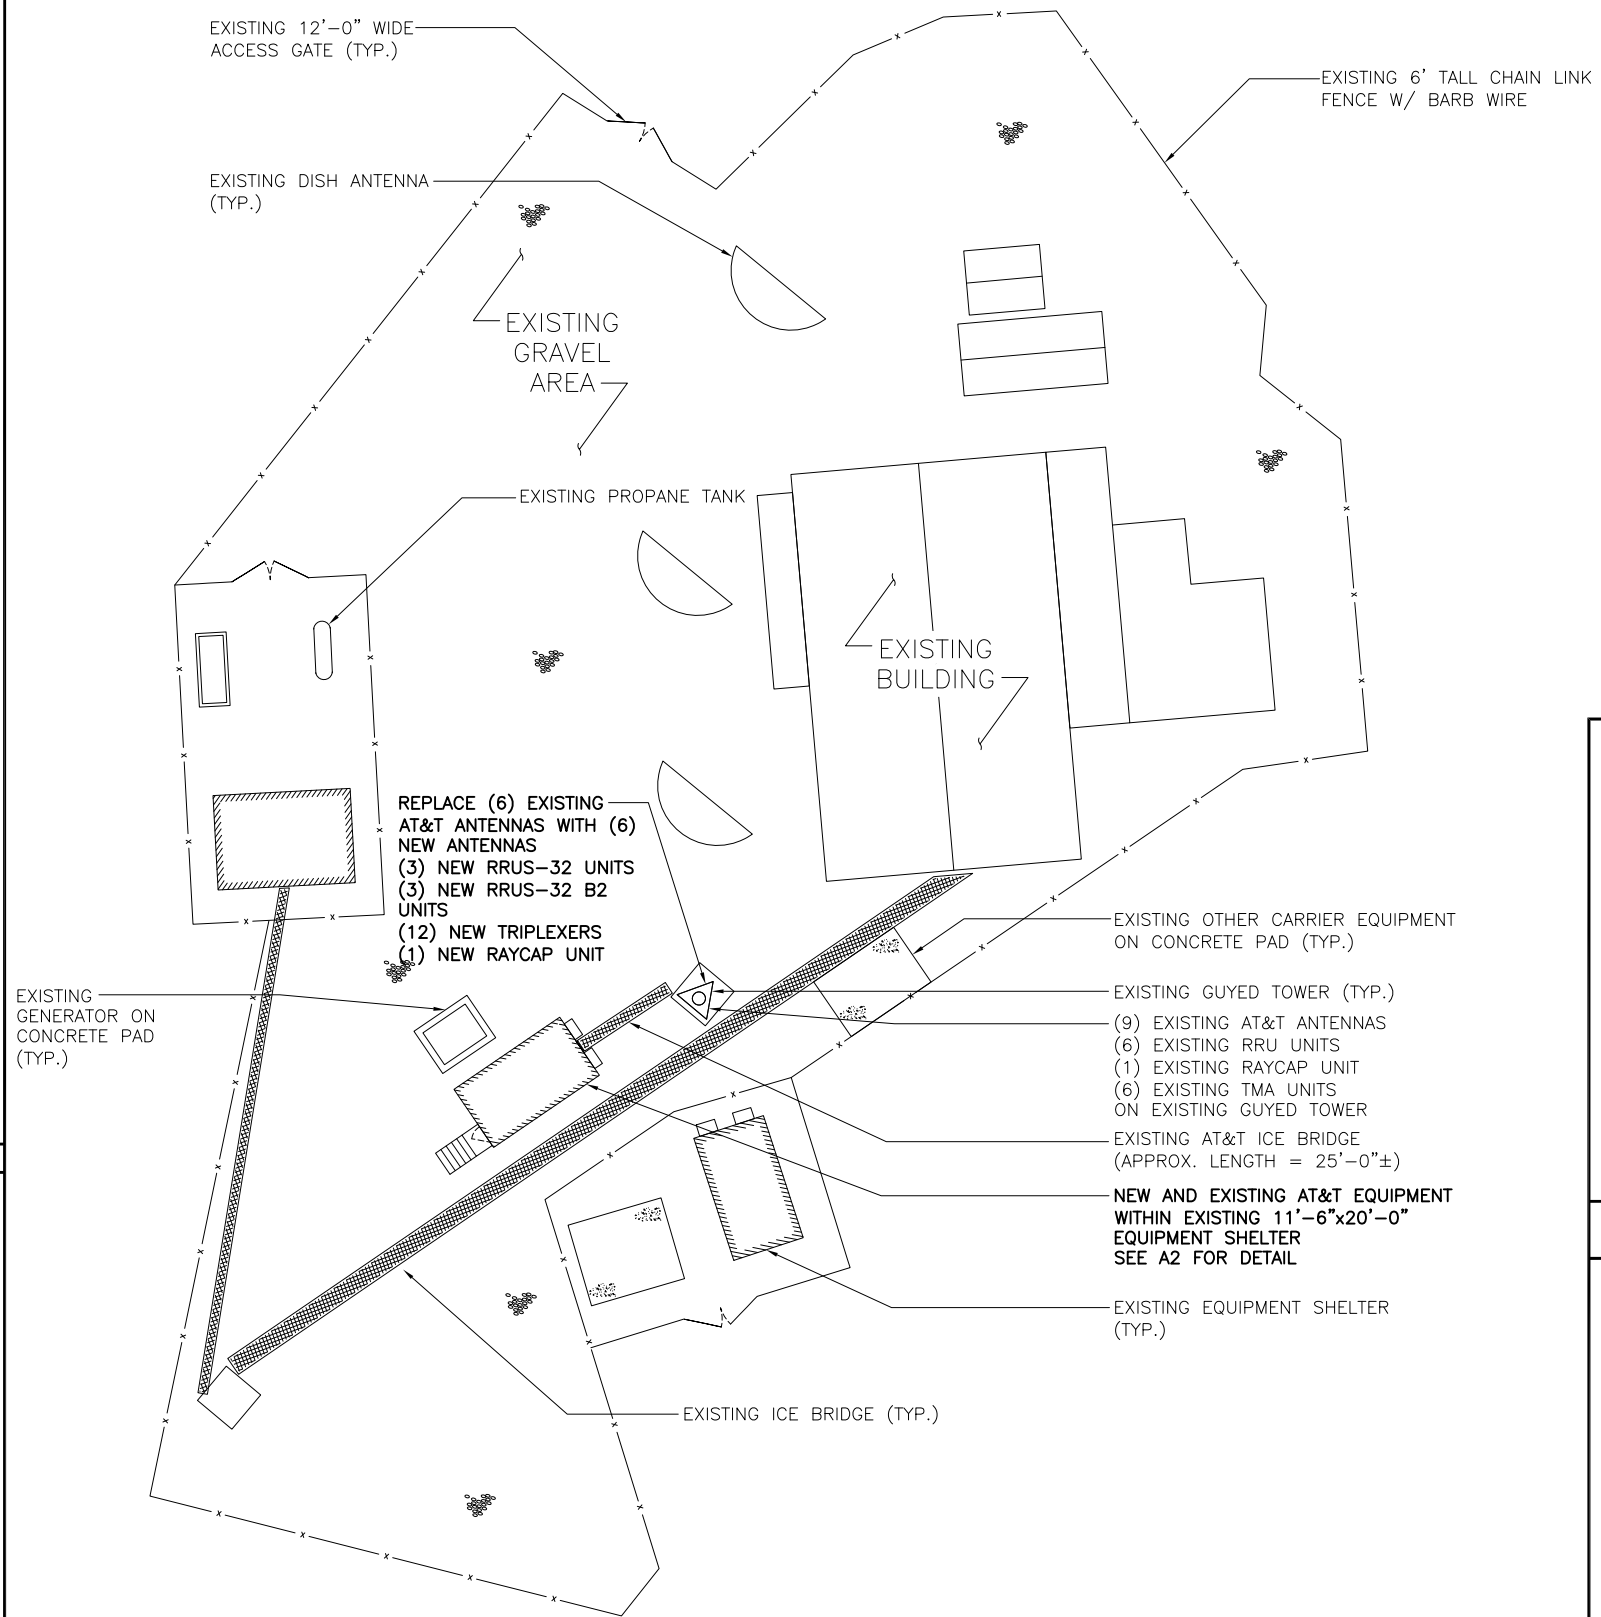 EXISTING 12'-0" WIDE
ACCESS GATE (TYP.)
EXISTING 6' TALL CHAIN LINK
FENCE W/ BARB WIRE
EXISTING DISH ANTENNA
(TYP.)
EXISTING
GRAVEL
AREA
EXISTING PROPANE TANK
EXISTING
BUILDING
REPLACE (6) EXISTING
AT&T ANTENNAS WITH (6)
NEW ANTENNAS
(3) NEW RRUS-32 UNITS
(3) NEW RRUS-32 B2
UNITS
(12) NEW TRIPLEXERS
(1) NEW RAYCAP UNIT
EXISTING
GENERATOR ON
CONCRETE PAD
(TYP.)
EXISTING OTHER CARRIER EQUIPMENT
ON CONCRETE PAD (TYP.)
EXISTING GUYED TOWER (TYP.)
(9) EXISTING AT&T ANTENNAS
(6) EXISTING RRU UNITS
(1) EXISTING RAYCAP UNIT
(6) EXISTING TMA UNITS
ON EXISTING GUYED TOWER
EXISTING AT&T ICE BRIDGE
(APPROX. LENGTH = 25'-0"±)
NEW AND EXISTING AT&T EQUIPMENT
WITHIN EXISTING 11'-6"x20'-0"
EQUIPMENT SHELTER
SEE A2 FOR DETAIL
EXISTING EQUIPMENT SHELTER
(TYP.)
EXISTING ICE BRIDGE (TYP.)